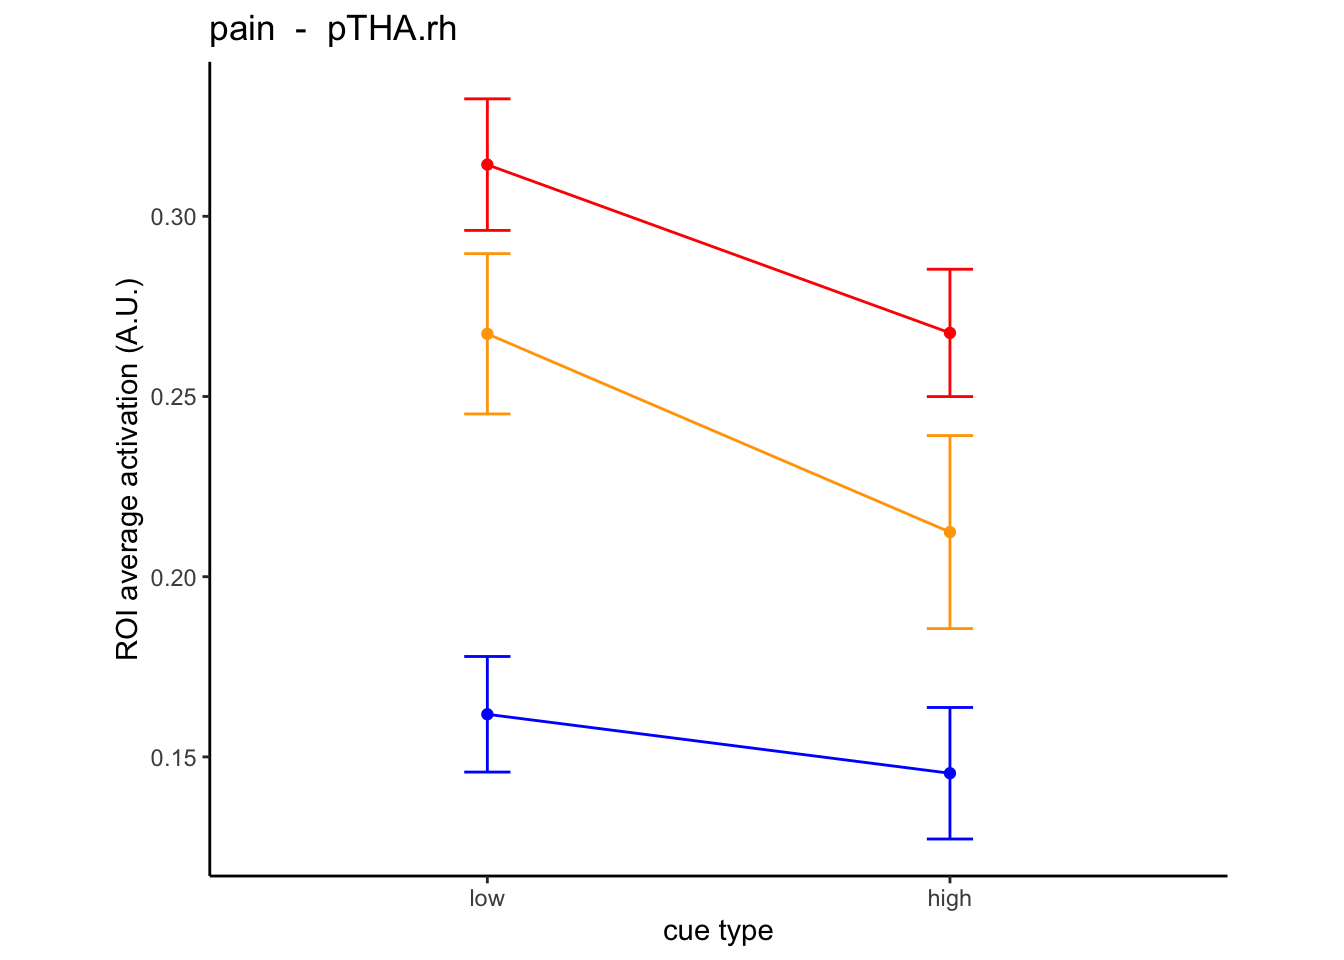 pain  -  pTHA.rh
ROI average activation (A.U.)
0.30
0.25
0.20
0.15
low
high
cue type